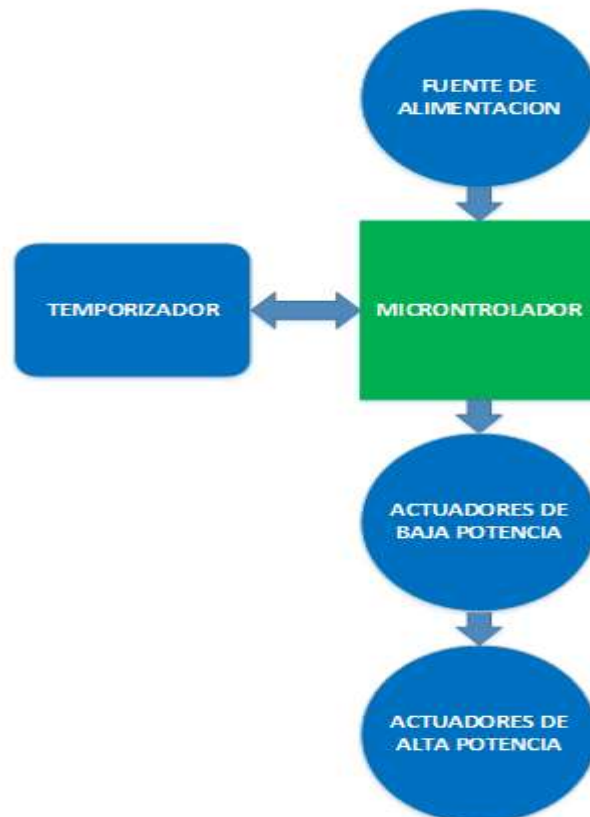 FUENTE DE
ALIMENTACION
TEMPORIZADOR
MICRONTROLADOR
ACTUADORES DE
BAJA POTENCIA
ACTUADORES DE
ALTA POTENCIA